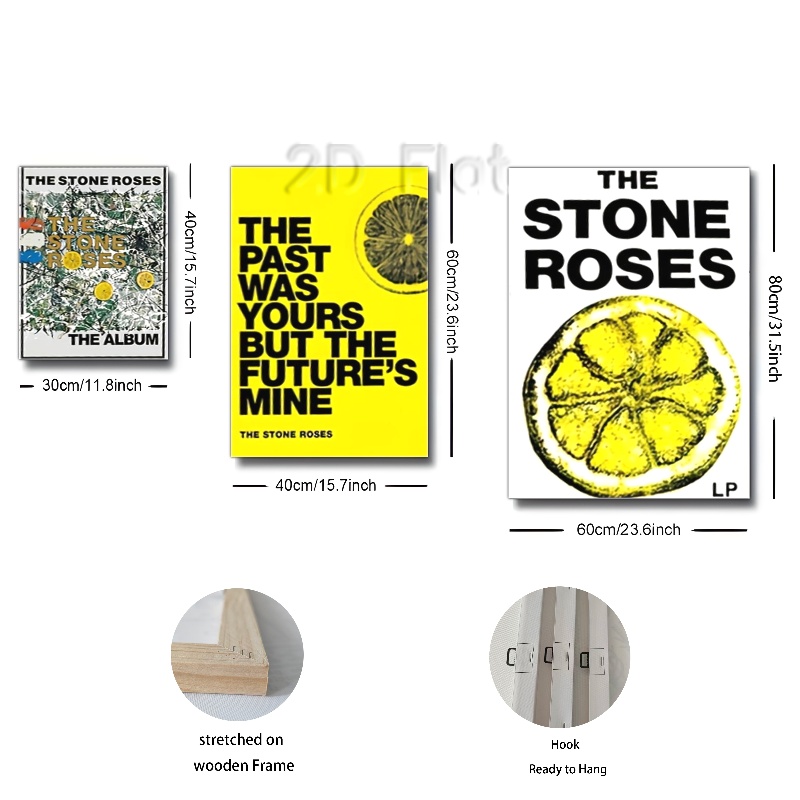 2D Flat
THE STONE ROSES
THE
STONE
ROSES
THE ALBUM
40cm/15.7inch
30cm/11.8inch
THE
PAST
WAS
YOURS
BUT THE
FUTURE'S
MINE
THE STONE ROSES
60cm/23.6inch
40cm/15.7inch
THE
STONE
ROSES
LP
80cm/31.5inch
60cm/23.6inch
stretched on
wooden Frame
Hook
Ready to Hang